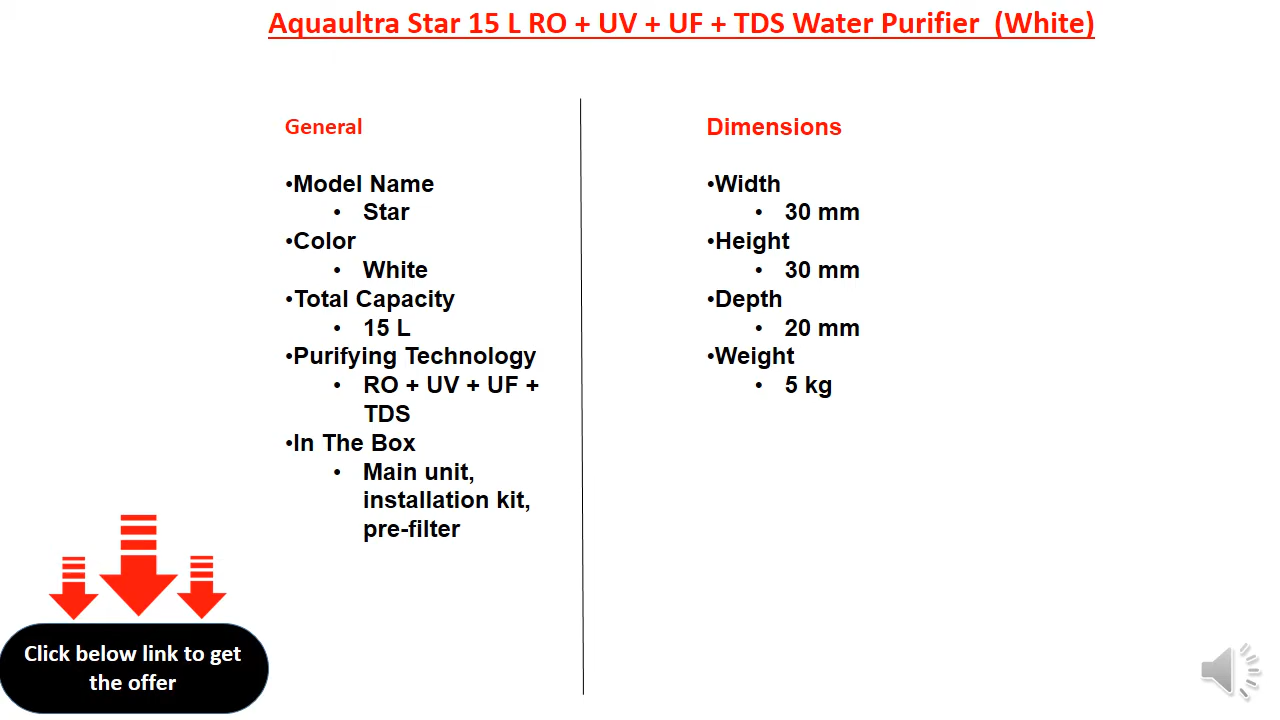 Aquaultra Star 15 L RO + UV + UF + TDS Water Purifier (White)
General
•Model Name
• Star
•Color
• White
•Total Capacity
• 15 L
•Purifying Technology
• RO + UV + UF +
TDS
•In The Box
• Main unit,
installation kit,
pre-filter
Dimensions
•Width
• 30 mm
•Height
• 30 mm
•Depth
• 20 mm
•Weight
• 5 kg
Click below link to get
the offer